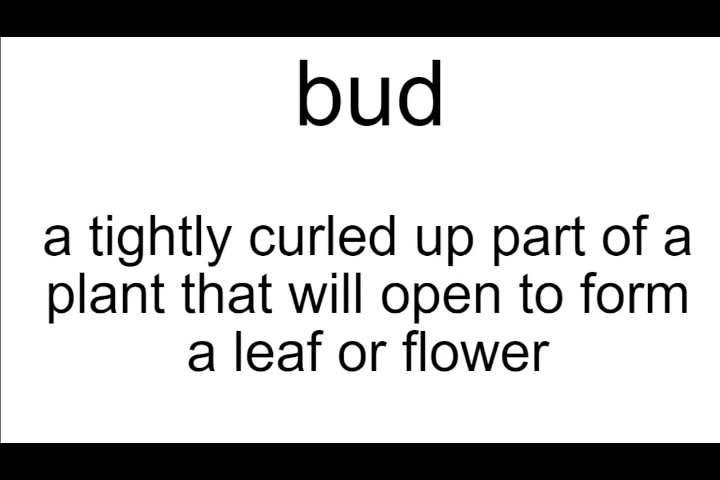 bud
a tightly curled up part of a
plant that will open to form
a leaf or flower